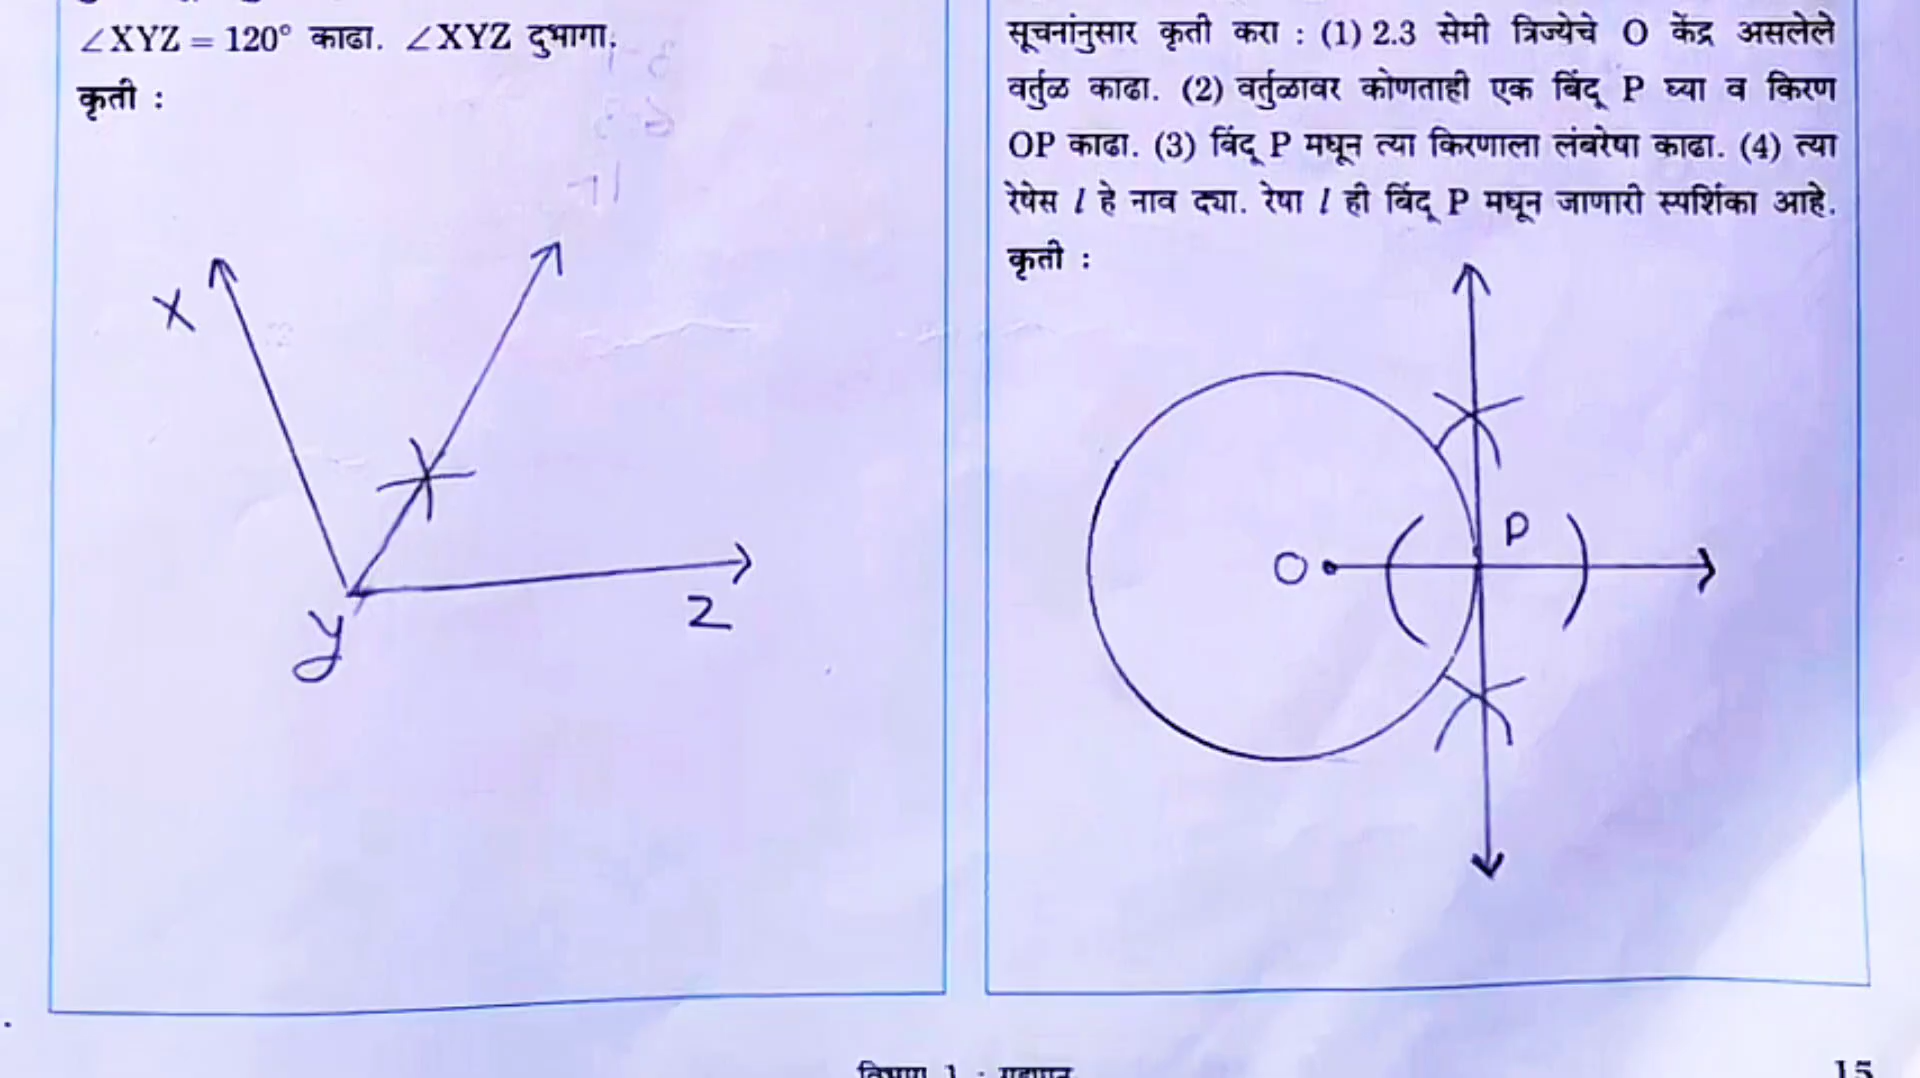 ∠XYZ = 120° काढा. ∠XYZ दुभागा.
कृती :
X
Y
Z
सूचनांनुसार कृती करा : (1) 2.3 सेमी त्रिज्येचे O केंद्र असलेले
वर्तुळ काढा. (2) वर्तुळावर कोणताही एक बिंदू P घ्या व किरण
OP काढा. (3) बिंदू P मधून त्या किरणाला लंबरेषा काढा. (4) त्या
रेषेस l हे नाव द्या. रेषा l ही बिंदू P मधून जाणारी स्पर्शिका आहे.
कृती :
P
O
15